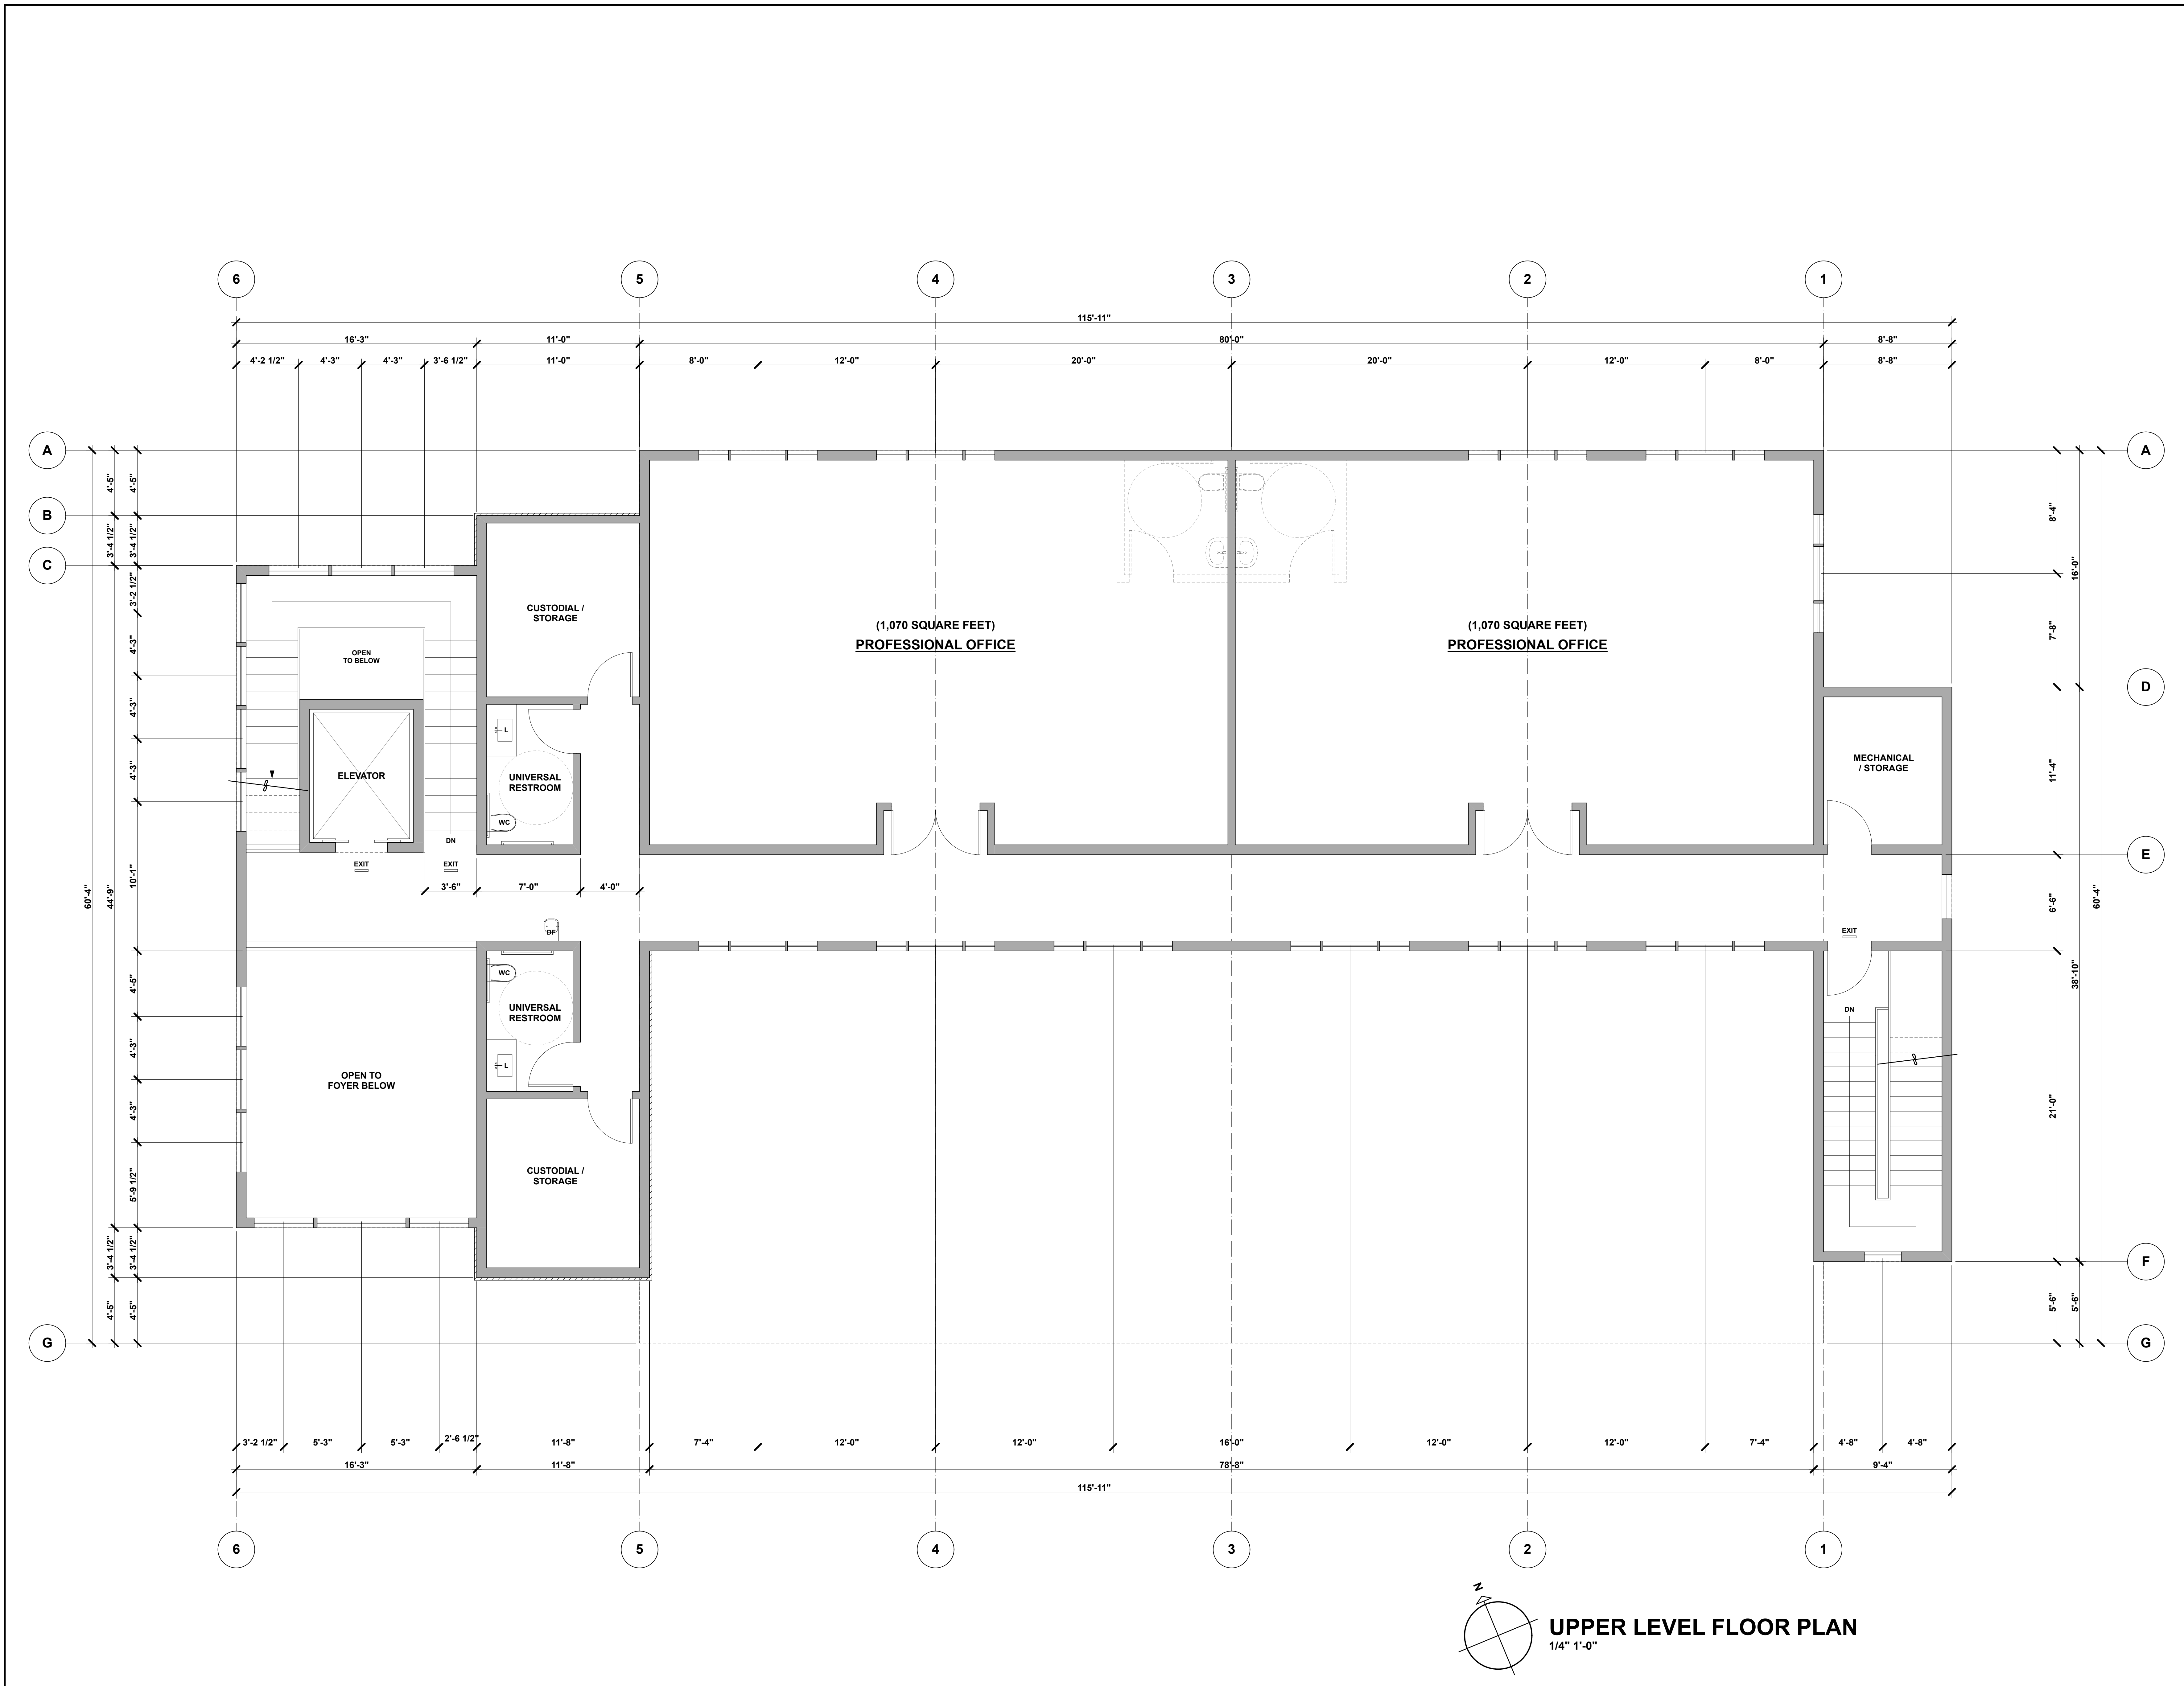 6 5 4 3 2 1
115'-11"
16'-3" 11'-0" 80'-0" 8'-8"
4'-2 1/2" 4'-3" 4'-3" 3'-6 1/2" 11'-0" 8'-0" 12'-0" 20'-0" 20'-0" 12'-0" 8'-0" 8'-8"
A
B
C
G
60'-4"
4'-5"
3'-4 1/2"
44'-9"
3'-4 1/2"
4'-5"
4'-5"
3'-4 1/2"
3'-2 1/2"
4'-3"
4'-3"
4'-3"
10'-1"
4'-5"
4'-3"
4'-3"
5'-9 1/2"
3'-4 1/2"
4'-5"
OPEN
TO BELOW
ELEVATOR
EXIT
DN
EXIT
3'-6" 7'-0" 4'-0"
CUSTODIAL /
STORAGE
L
UNIVERSAL
RESTROOM
WC
DF
WC
UNIVERSAL
RESTROOM
L
CUSTODIAL /
STORAGE
OPEN TO
FOYER BELOW
(1,070 SQUARE FEET)
PROFESSIONAL OFFICE
(1,070 SQUARE FEET)
PROFESSIONAL OFFICE
MECHANICAL
/ STORAGE
EXIT
DN
8'-4"
7'-8"
11'-4"
6'-6"
21'-0"
5'-6"
16'-0"
38'-10"
5'-6"
60'-4"
A
D
E
F
G
3'-2 1/2" 5'-3" 5'-3" 2'-6 1/2" 11'-8" 7'-4" 12'-0" 12'-0" 16'-0" 12'-0" 12'-0" 7'-4" 4'-8" 4'-8"
16'-3" 11'-8" 78'-8" 9'-4"
115'-11"
6 5 4 3 2 1
N
UPPER LEVEL FLOOR PLAN
1/4" 1'-0"